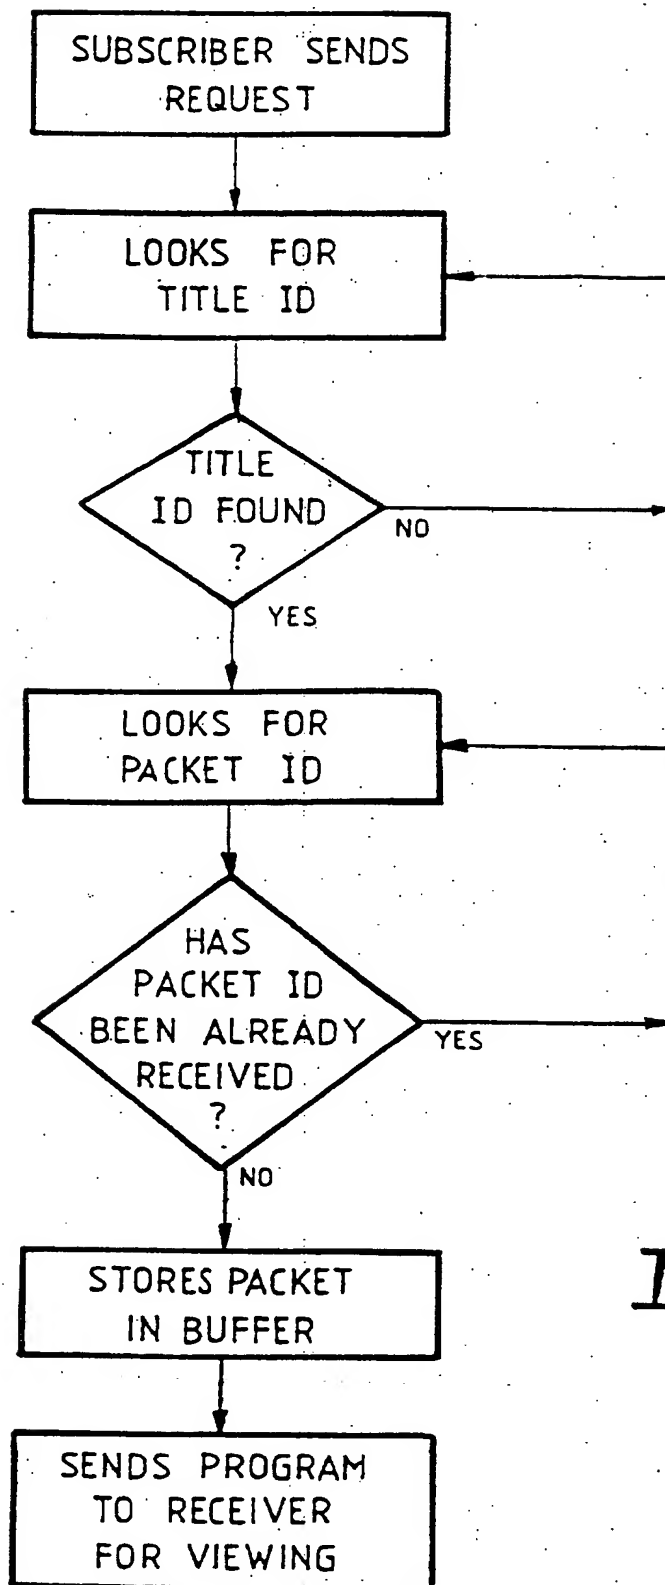 SUBSCRIBER SENDS
REQUEST
LOOKS FOR
TITLE ID
TITLE
ID FOUND
?
NO
YES
LOOKS FOR
PACKET ID
HAS
PACKET ID
BEEN ALREADY
RECEIVED
?
YES
NO
STORES PACKET
IN BUFFER
SENDS PROGRAM
TO RECEIVER
FOR VIEWING